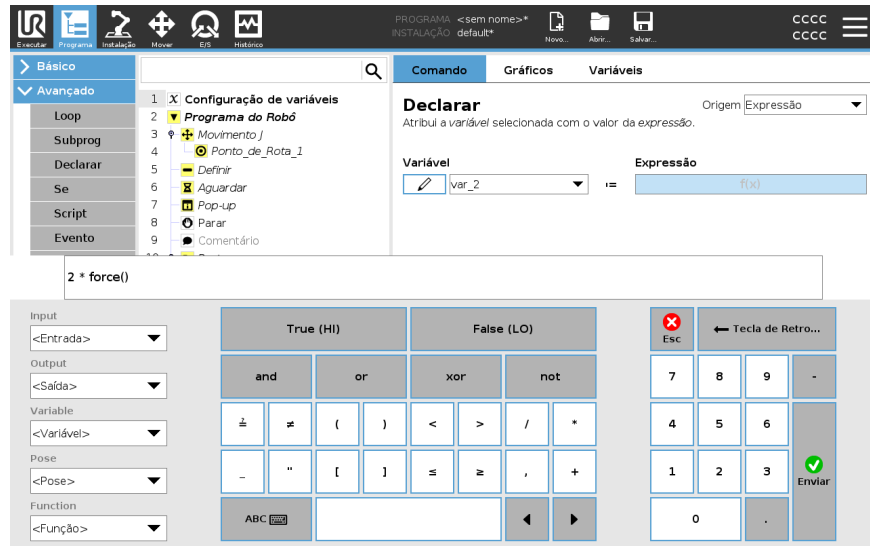 PROGRAMA <sem nome>*
INSTALAÇÃO default*
Executar Programa Instalação Mover E/S Histórico Novo... Abrir... Salvar...
CCCC
CCCC
Básico
Avançado
Loop
Subprog
Declarar
Se
Script
Evento
1 X Configuração de variáveis
2 Programa do Robô
3 Movimento J
4 Ponto_de_Rota_1
5 Definir
6 Aguardar
7 Pop-up
8 Parar
9 Comentário
Comando Gráficos Variáveis
Declarar
Origem Expressão
Atribui a variável selecionada com o valor da expressão.
Variável Expressão
var_2 := f(x)
2 * force()
Input
<Entrada>
Output
<Saída>
Variable
<Variável>
Pose
<Pose>
Function
<Função>
True (HI) False (LO)
and or xor not
≟ ≠ ( ) < > / *
_ " [ ] ≤ ≥ , +
ABC
Esc Tecla de Retro...
7 8 9 -
4 5 6
1 2 3 Enviar
0 .